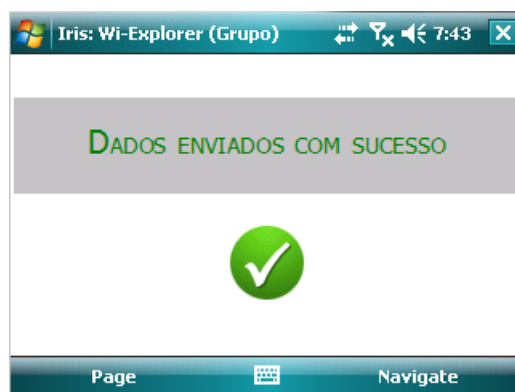 Iris: Wi-Explorer (Grupo) 7:43
Dados enviados com sucesso
Page Navigate